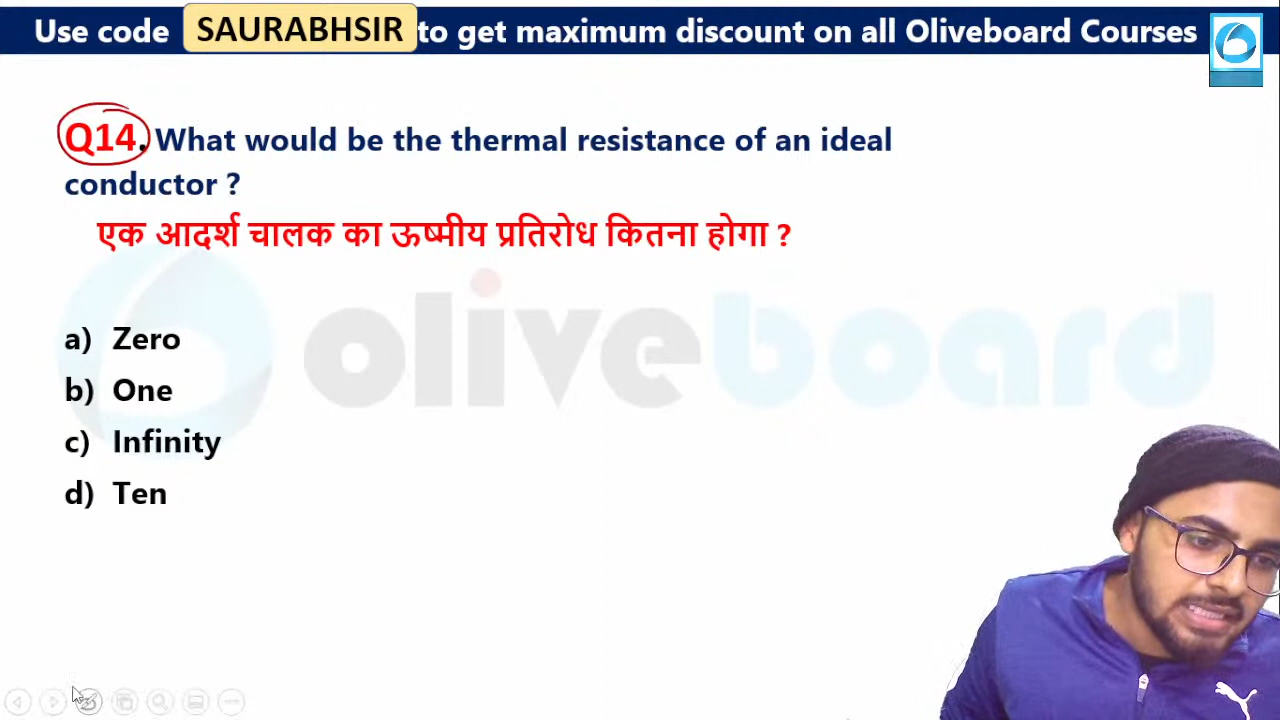 Use code SAURABHSIR to get maximum discount on all Oliveboard Courses
Q14. What would be the thermal resistance of an ideal
conductor ?
एक आदर्श चालक का ऊष्मीय प्रतिरोध कितना होगा ?
oliveboard
a) Zero
b) One
c) Infinity
d) Ten